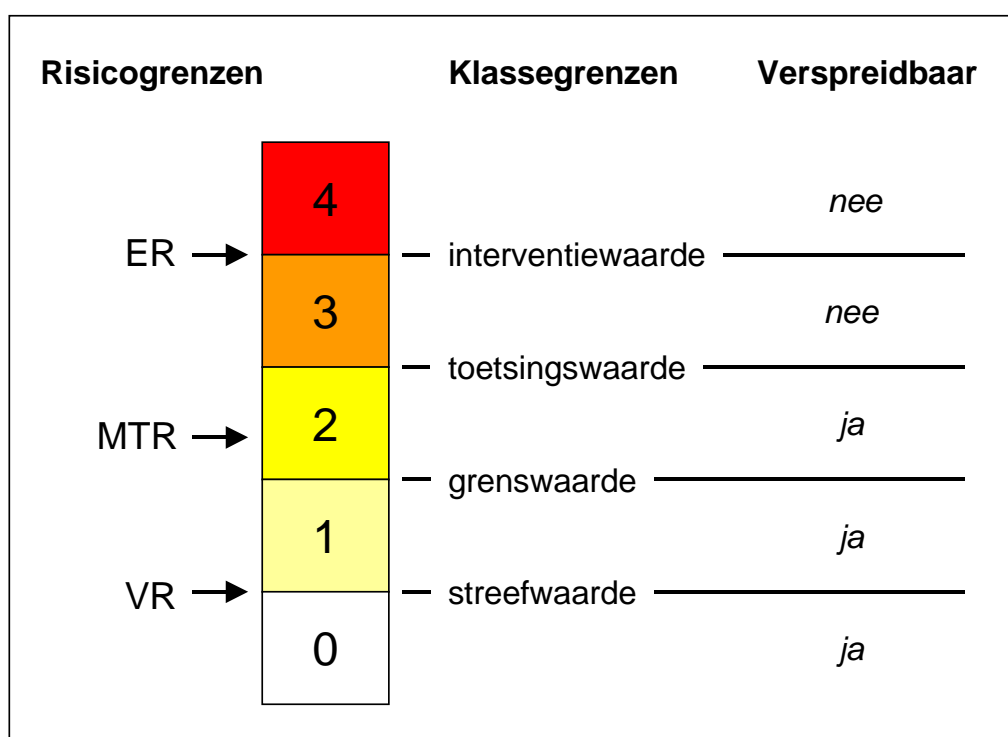 Risicogrenzen Klassegrenzen Verspreidbaar
4 nee
ER interventiewaarde
3 nee
toetsingswaarde
MTR 2 ja
grenswaarde
1 ja
VR streefwaarde
0 ja